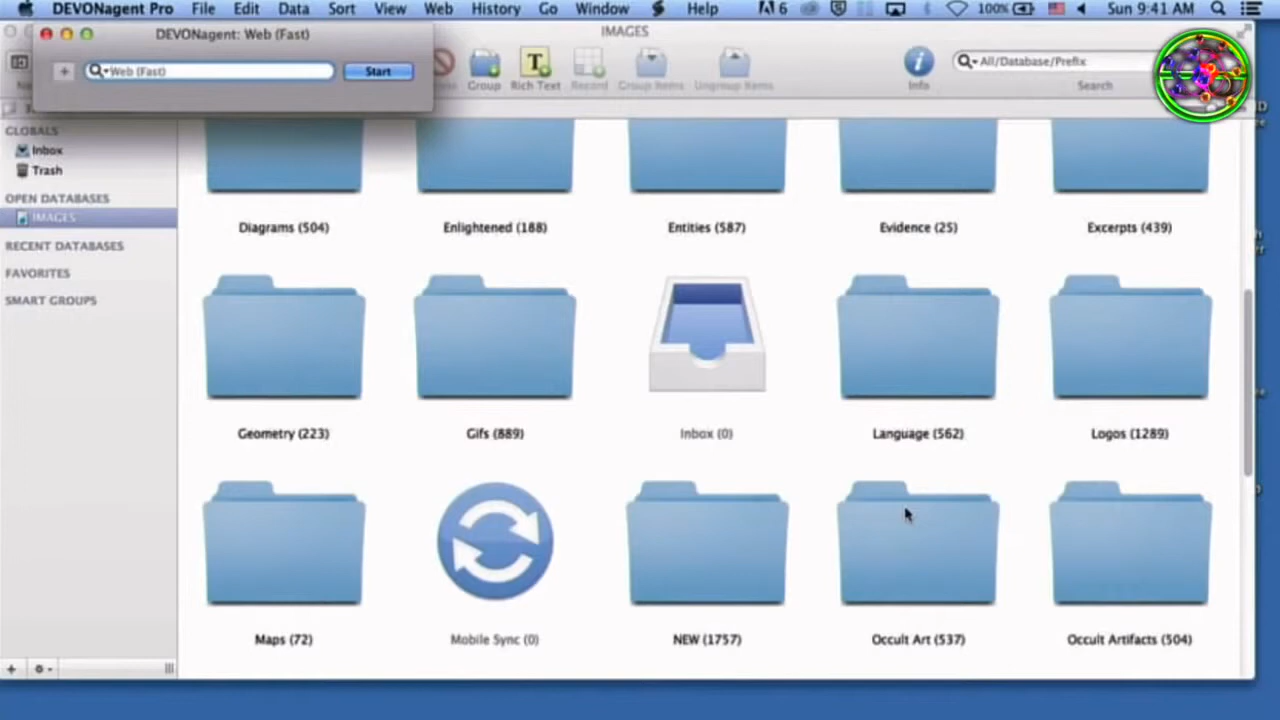 DEVONagent Pro File Edit Data Sort View Web History Go Window Help 6 100% Sun 9:41 AM
DEVONagent: Web (Fast)
IMAGES
Web (Fast) Start
All/Database/Prefix
Group Rich Text Record Group Items Ungroup Items Info Search
GLOBALS
Inbox
Trash
OPEN DATABASES
IMAGES
RECENT DATABASES
FAVORITES
SMART GROUPS
Diagrams (504) Enlightened (188) Entities (587) Evidence (25) Excerpts (439)
Geometry (223) Gifs (889) Inbox (0) Language (562) Logos (1289)
Maps (72) Mobile Sync (0) NEW (1757) Occult Art (537) Occult Artifacts (504)